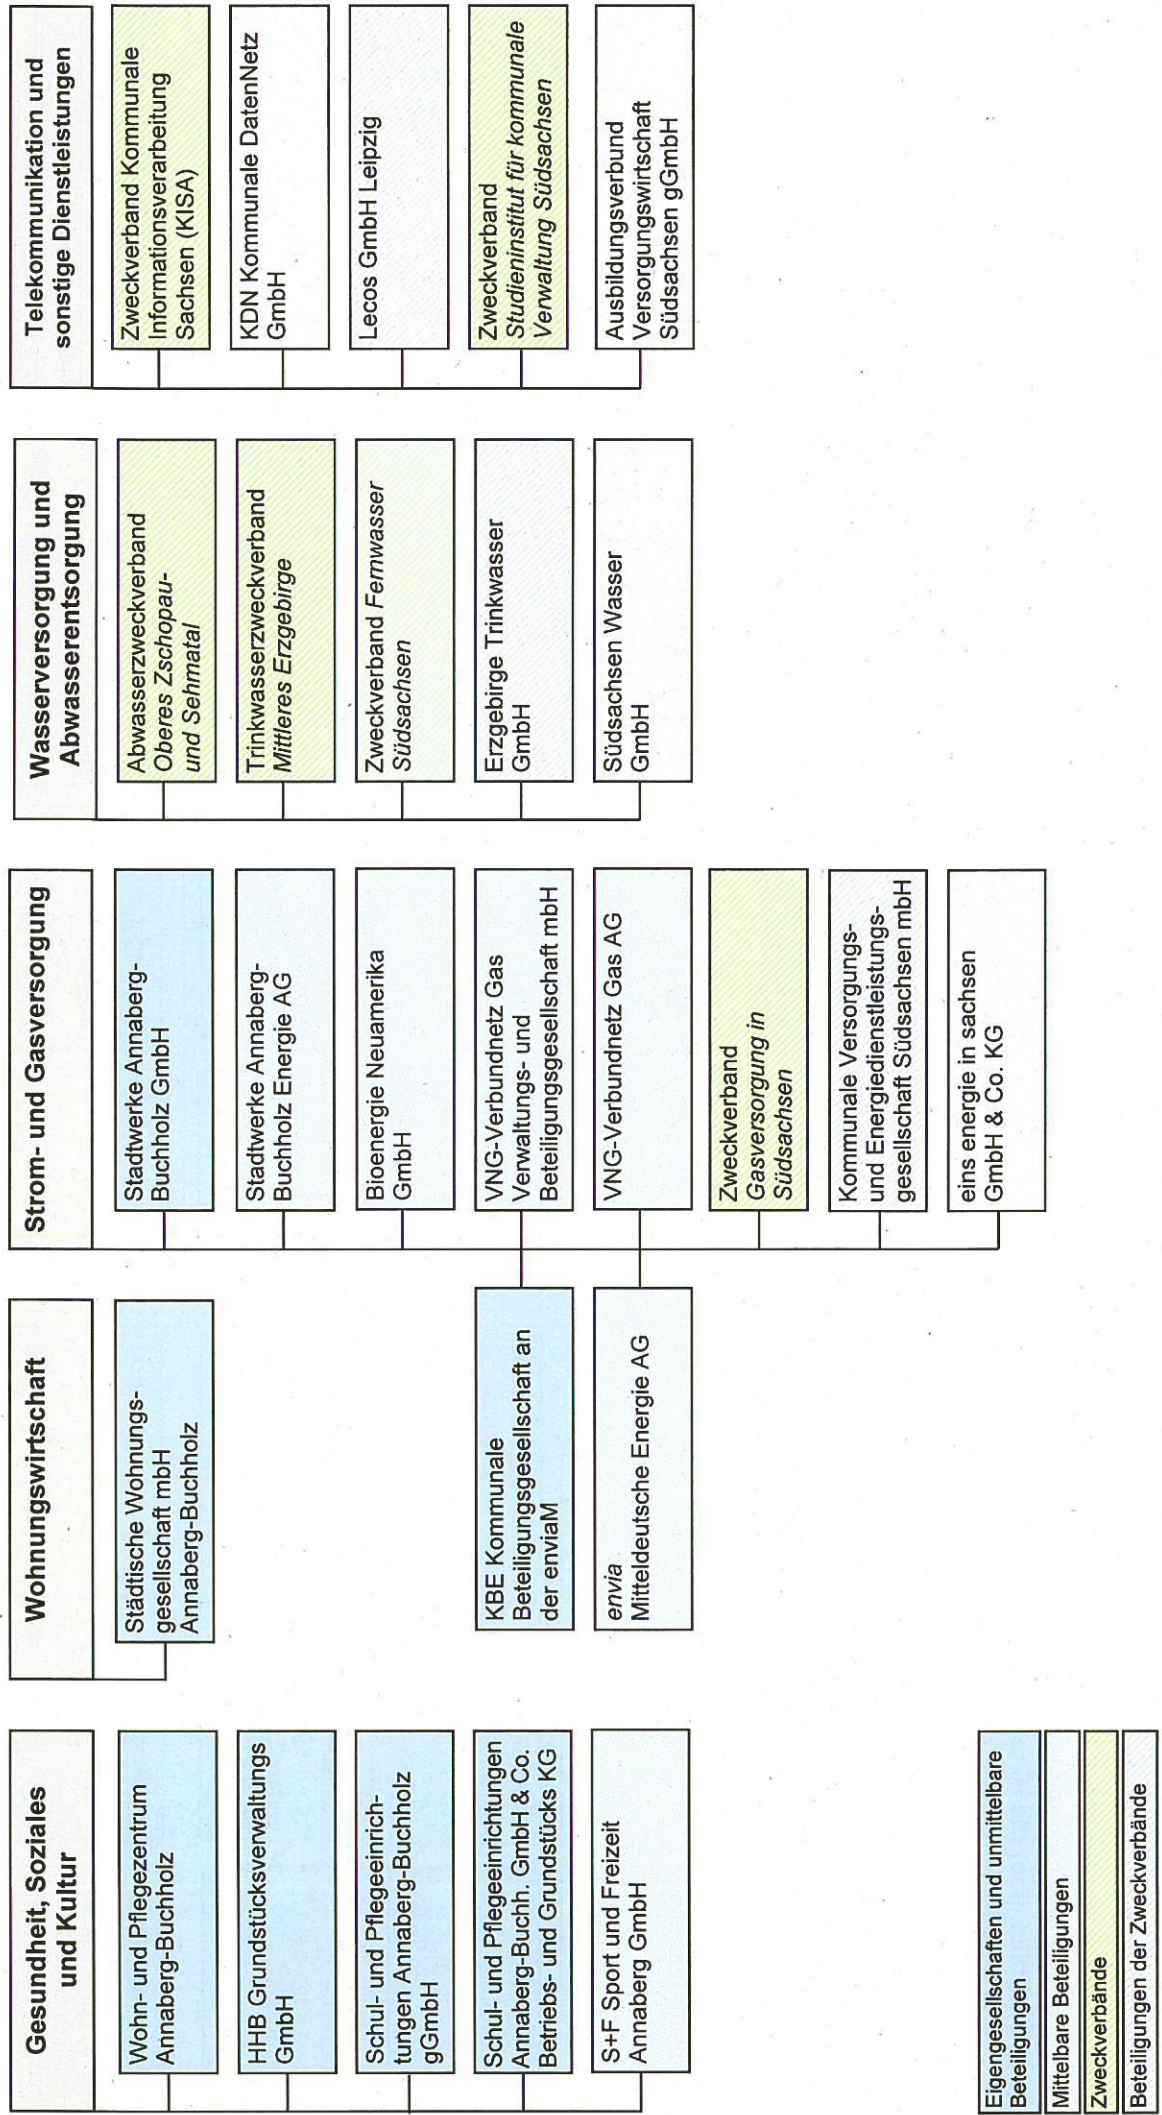 Gesundheit, Soziales
und Kultur
Wohn- und Pflegezentrum
Annaberg-Buchholz
HHB Grundstücksverwaltungs
GmbH
Schul- und Pflegeeinrich-
tungen Annaberg-Buchholz
gGmbH
Schul- und Pflegeeinrichtungen
Annaberg-Buchh. GmbH & Co.
Betriebs- und Grundstücks KG
S+F Sport und Freizeit
Annaberg GmbH
Wohnungswirtschaft
Städtische Wohnungs-
gesellschaft mbH
Annaberg-Buchholz
KBE Kommunale
Beteiligungsgesellschaft an
der enviaM
envia
Mitteldeutsche Energie AG
Strom- und Gasversorgung
Stadtwerke Annaberg-
Buchholz GmbH
Stadtwerke Annaberg-
Buchholz Energie AG
Bioenergie Neuamerika
GmbH
VNG-Verbundnetz Gas
Verwaltungs- und
Beteiligungsgesellschaft mbH
VNG-Verbundnetz Gas AG
Zweckverband
Gasversorgung in
Südsachsen
Kommunale Versorgungs-
und Energiedienstleistungs-
gesellschaft Südsachsen mbH
eins energie in sachsen
GmbH & Co. KG
Wasserversorgung und
Abwasserentsorgung
Abwasserzweckverband
Oberes Zschopau-
und Sehmatal
Trinkwasserzweckverband
Mittleres Erzgebirge
Zweckverband Fernwasser
Südsachsen
Erzgebirge Trinkwasser
GmbH
Südsachsen Wasser
GmbH
Telekommunikation und
sonstige Dienstleistungen
Zweckverband Kommunale
Informationsverarbeitung
Sachsen (KISA)
KDN Kommunale DatenNetz
GmbH
Lecos GmbH Leipzig
Zweckverband
Studieninstitut für kommunale
Verwaltung Südsachsen
Ausbildungsverbund
Versorgungswirtschaft
Südsachsen gGmbH
Eigengesellschaften und unmittelbare
Beteiligungen
Mittelbare Beteiligungen
Zweckverbände
Beteiligungen der Zweckverbände